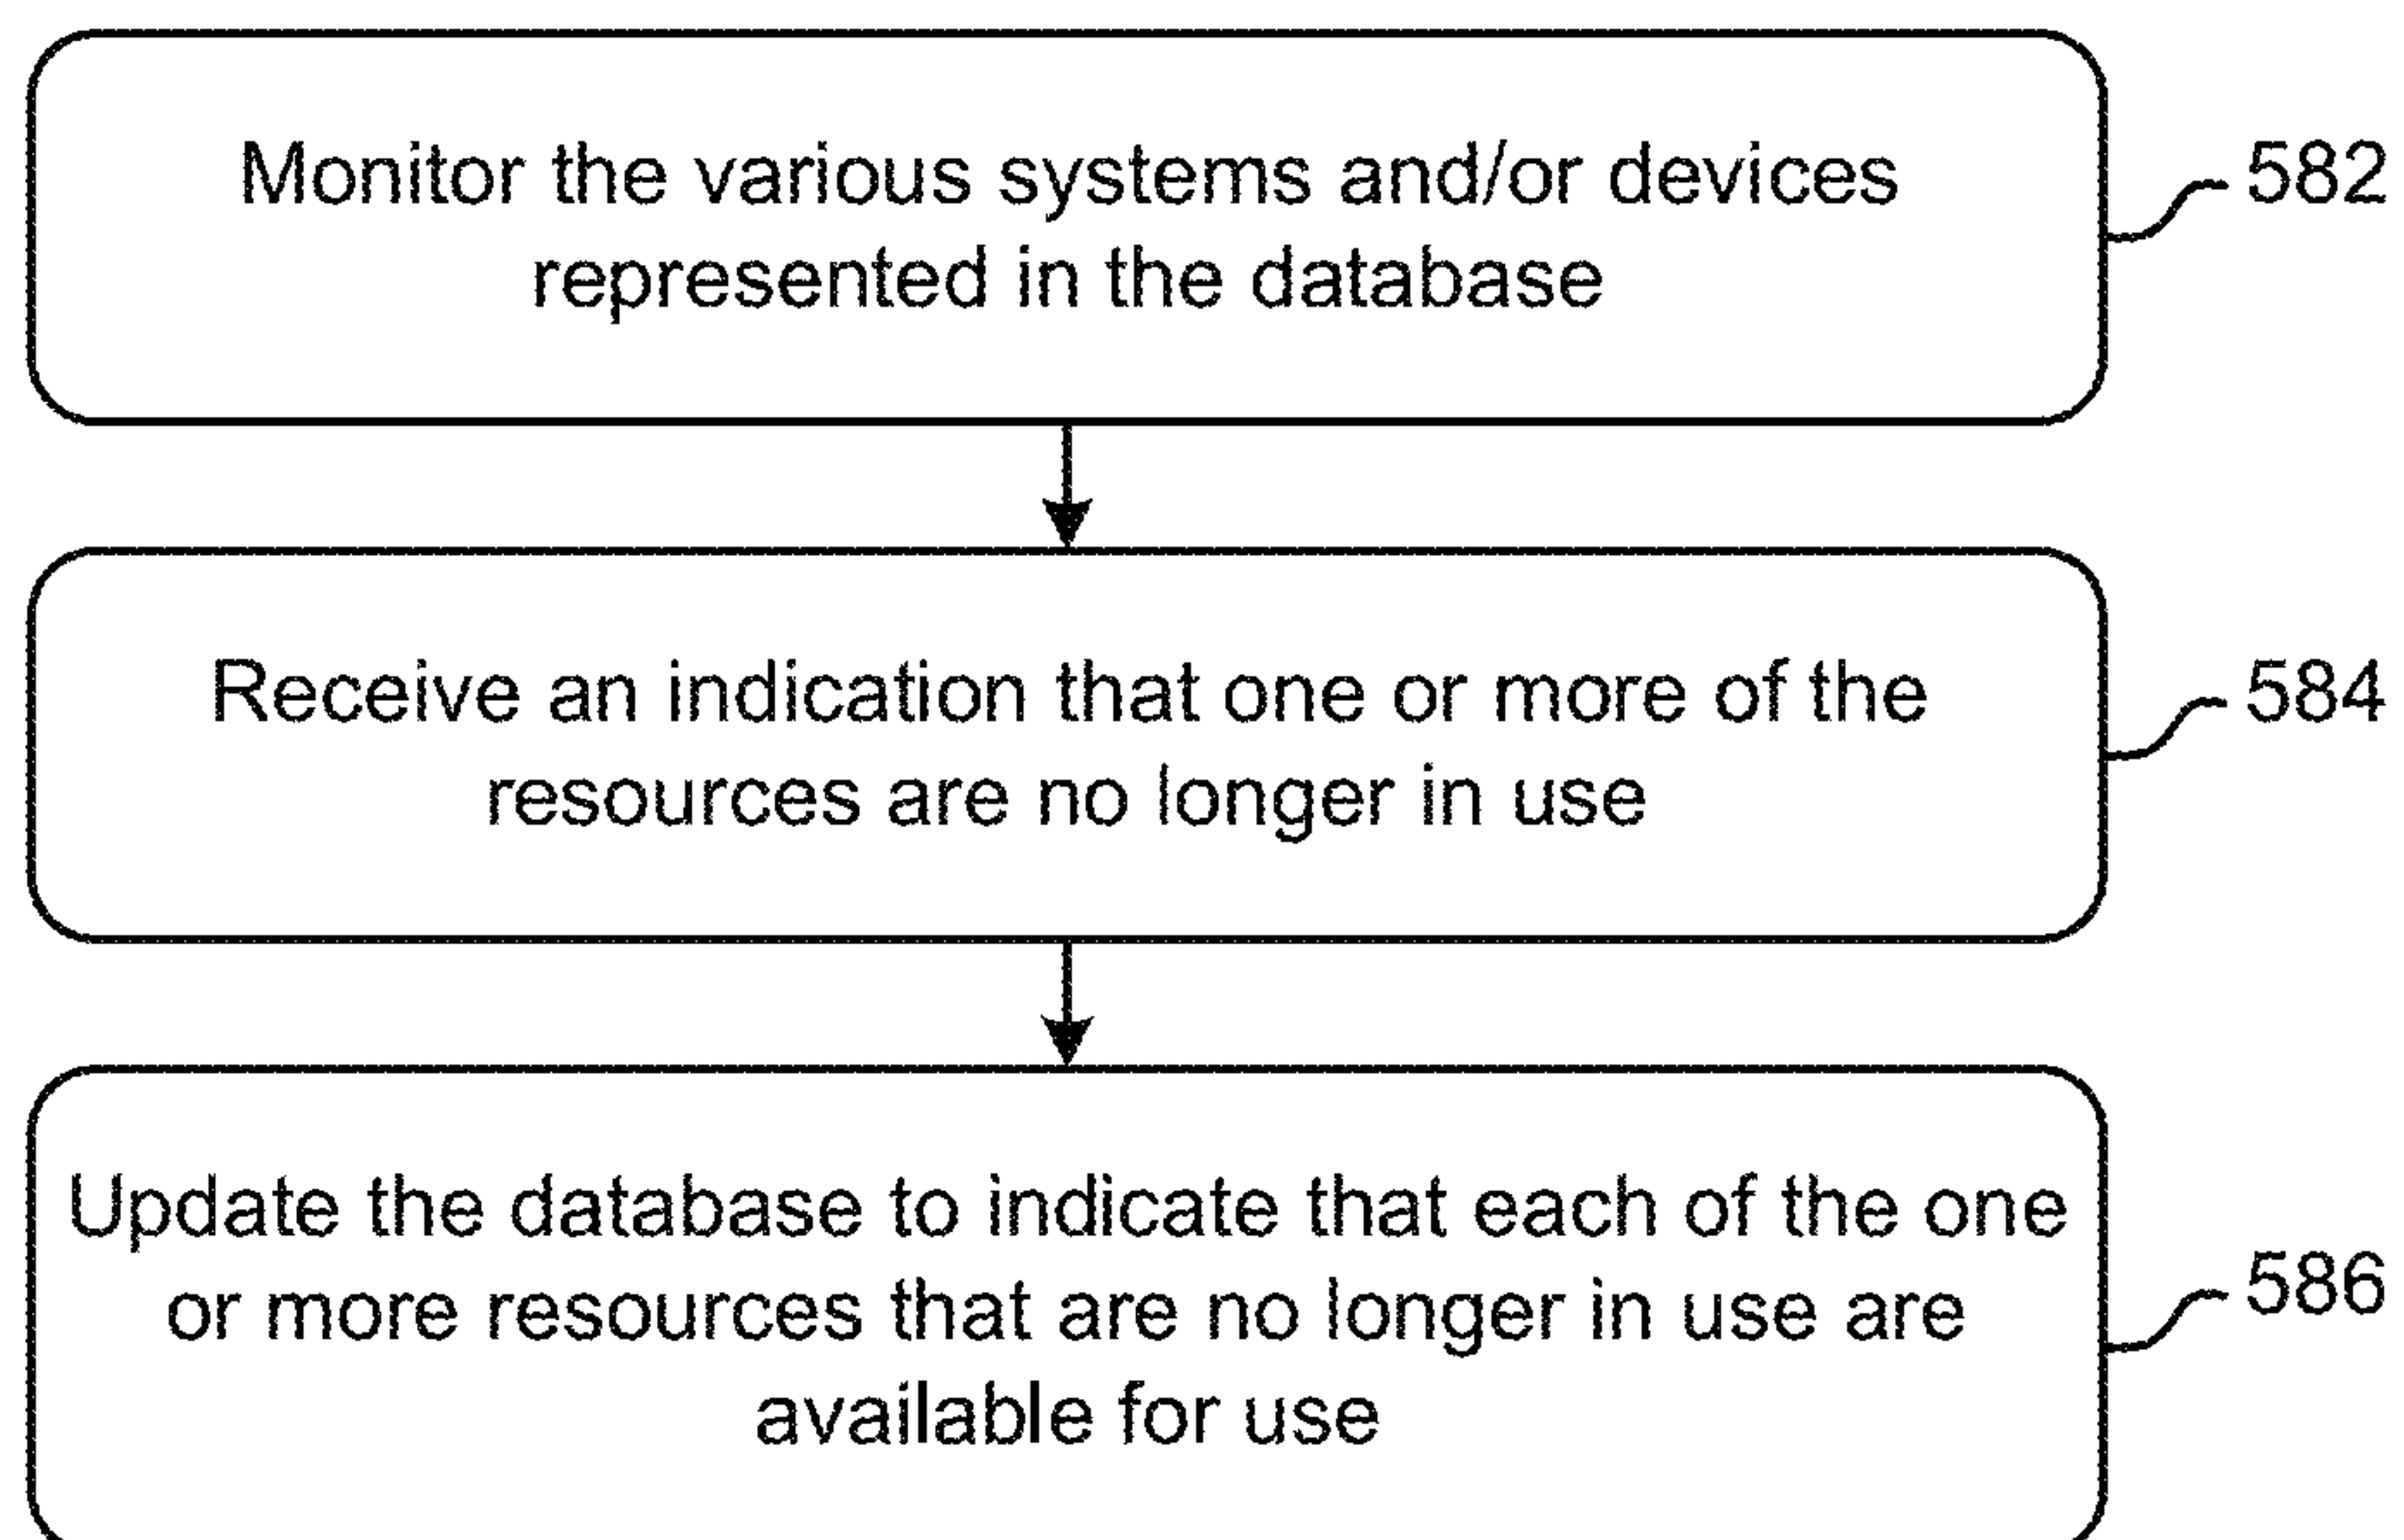 Monitor the various systems and/or devices
represented in the database
582
Receive an indication that one or more of the
resources are no longer in use
584
Update the database to indicate that each of the one
or more resources that are no longer in use are
available for use
586